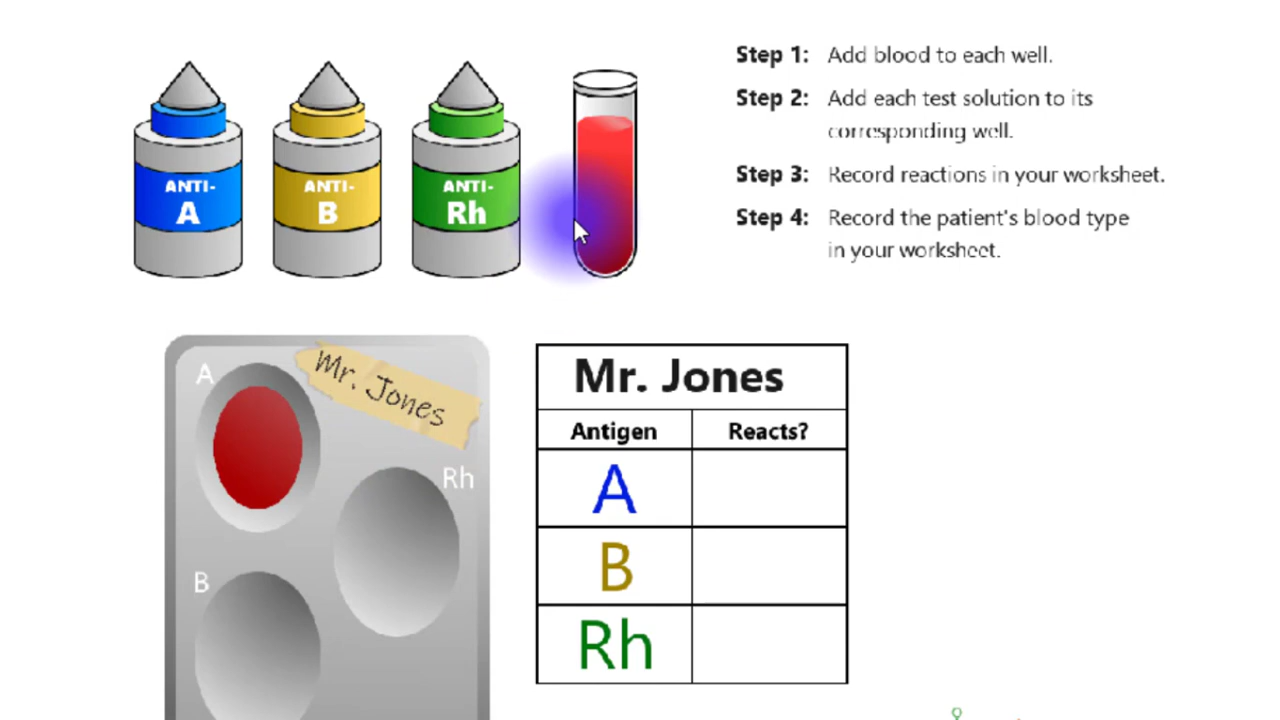 ANTI-
A
ANTI-
B
ANTI-
Rh
Step 1: Add blood to each well.
Step 2: Add each test solution to its
corresponding well.
Step 3: Record reactions in your worksheet.
Step 4: Record the patient's blood type
in your worksheet.
A
Mr. Jones
Rh
B
Mr. Jones
Antigen Reacts?
A
B
Rh